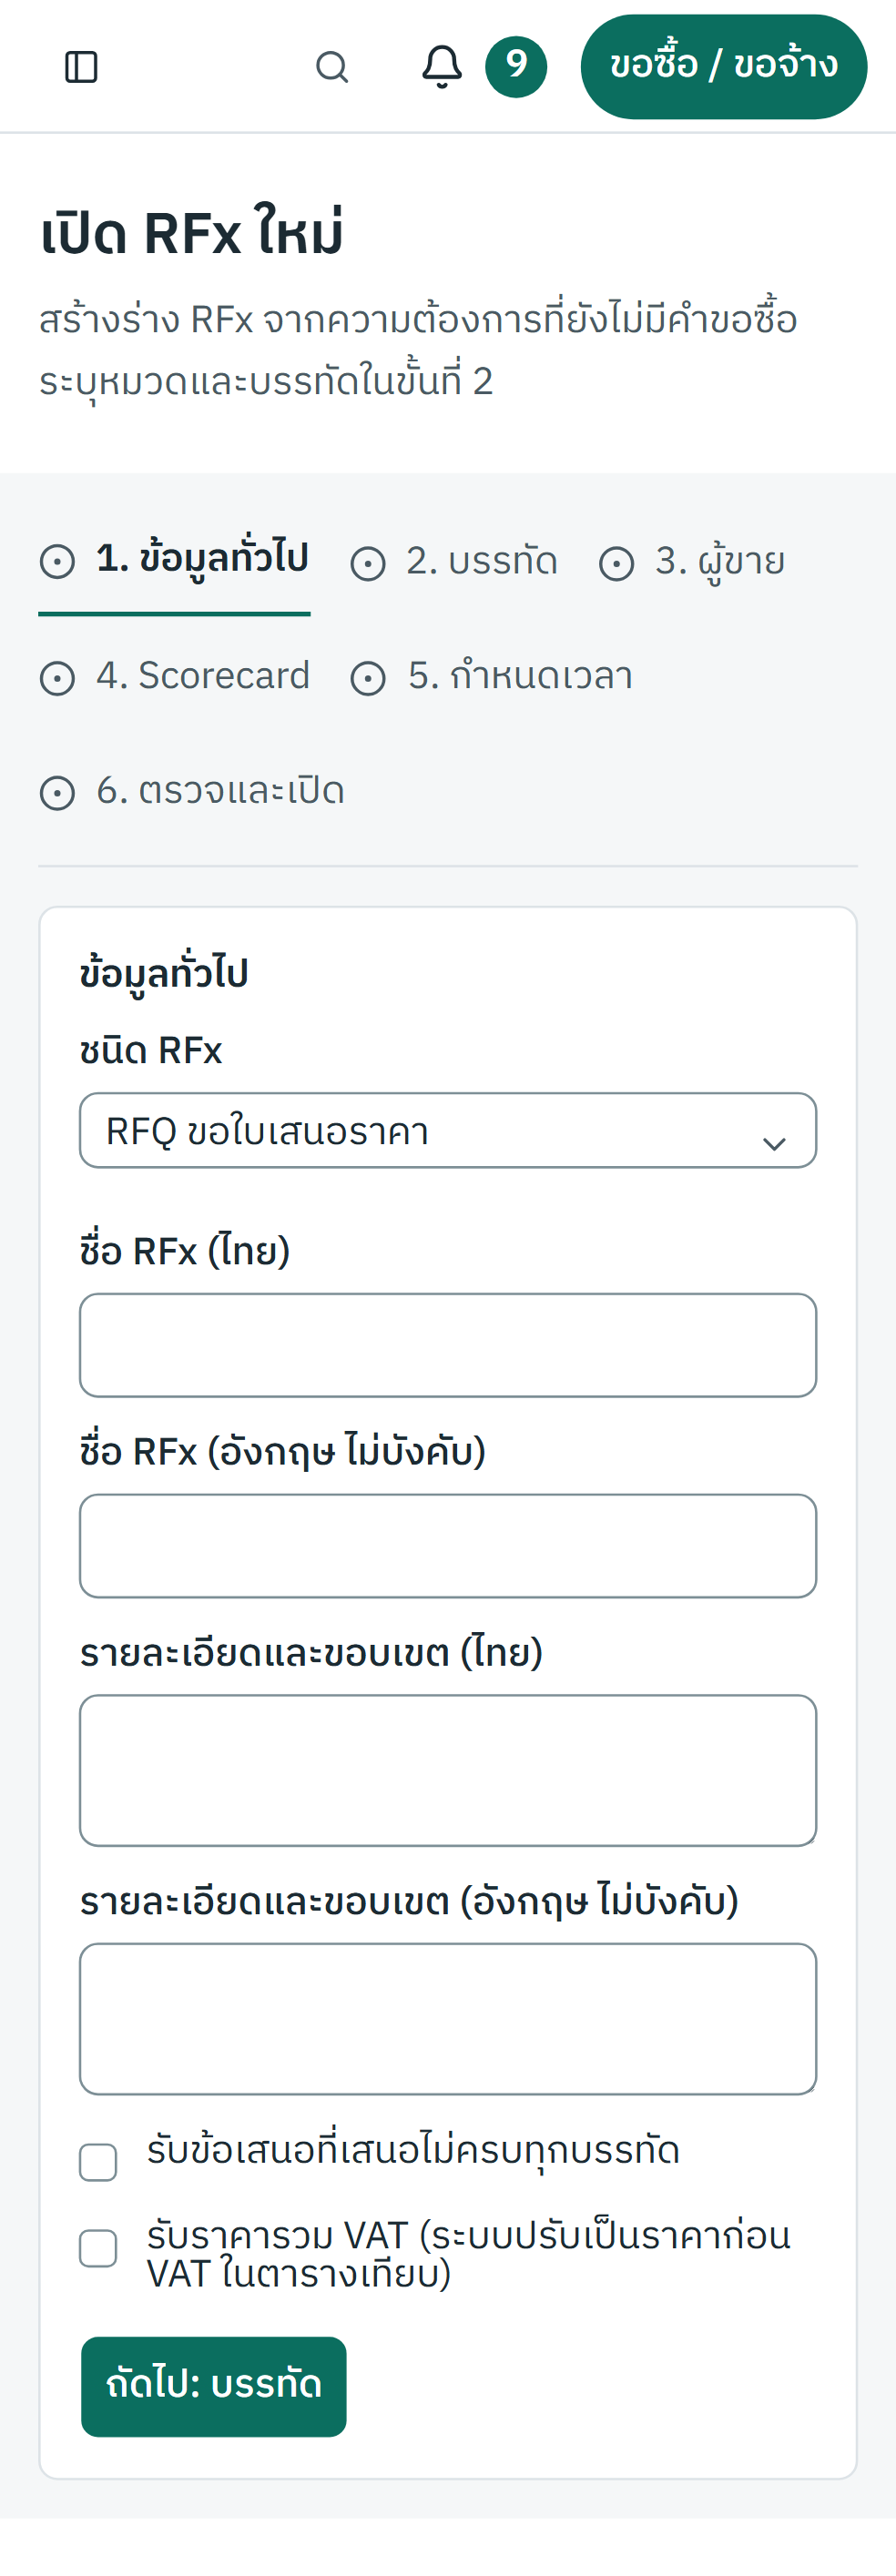 9
ขอซื้อ / ขอจ้าง
เปิด RFx ใหม่
สร้างร่าง RFx จากความต้องการที่ยังไม่มีคำขอซื้อ
ระบุหมวดและบรรทัดในขั้นที่ 2
1. ข้อมูลทั่วไป
2. บรรทัด
3. ผู้ขาย
4. Scorecard
5. กำหนดเวลา
6. ตรวจและเปิด
ข้อมูลทั่วไป
ชนิด RFx
RFQ ขอใบเสนอราคา
ชื่อ RFx (ไทย)
ชื่อ RFx (อังกฤษ ไม่บังคับ)
รายละเอียดและขอบเขต (ไทย)
รายละเอียดและขอบเขต (อังกฤษ ไม่บังคับ)
รับข้อเสนอที่เสนอไม่ครบทุกบรรทัด
รับราคารวม VAT (ระบบปรับเป็นราคาก่อน
VAT ในตารางเทียบ)
ถัดไป: บรรทัด